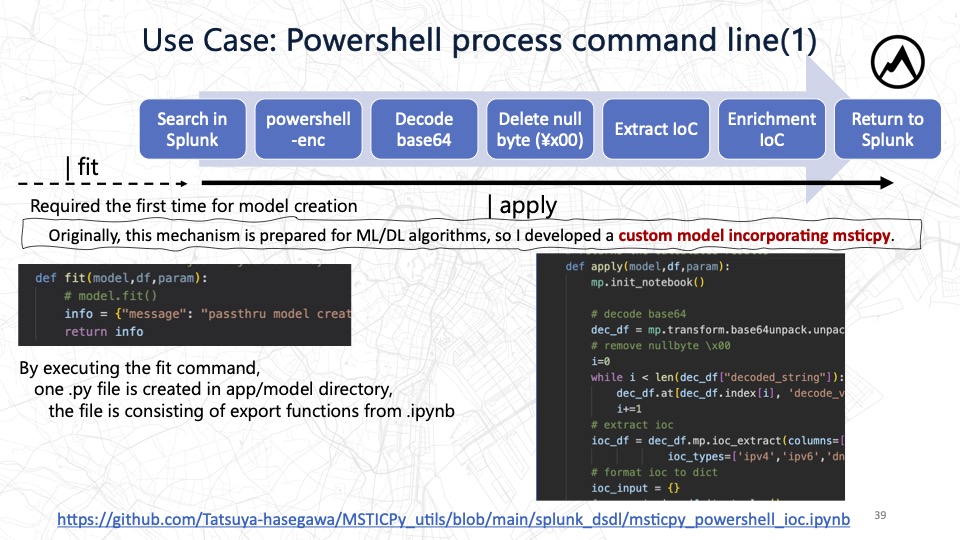 Use Case: Powershell process command line(1)
Search in
Splunk
powershell
-enc
Decode
base64
Delete null
byte (¥x00)
Extract IoC
Enrichment
IoC
Return to
Splunk
| fit
Required the first time for model creation
| apply
Originally, this mechanism is prepared for ML/DL algorithms, so I developed a custom model incorporating msticpy.
def fit(model,df,param):
# model.fit()
info = {"message": "passthru model creat
return info
By executing the fit command,
one .py file is created in app/model directory,
the file is consisting of export functions from .ipynb
def apply(model,df,param):
mp.init_notebook()
# decode base64
dec_df = mp.transform.base64unpack.unpac
# remove nullbyte \x00
i=0
while i < len(dec_df["decoded_string"]):
dec_df.at[dec_df.index[i], 'decode_v
i+=1
# extract ioc
ioc_df = dec_df.mp.ioc_extract(columns=[
ioc_types=['ipv4','ipv6','dn
# format ioc to dict
ioc_input = {}
https://github.com/Tatsuya-hasegawa/MSTICPy_utils/blob/main/splunk_dsdl/msticpy_powershell_ioc.ipynb
39